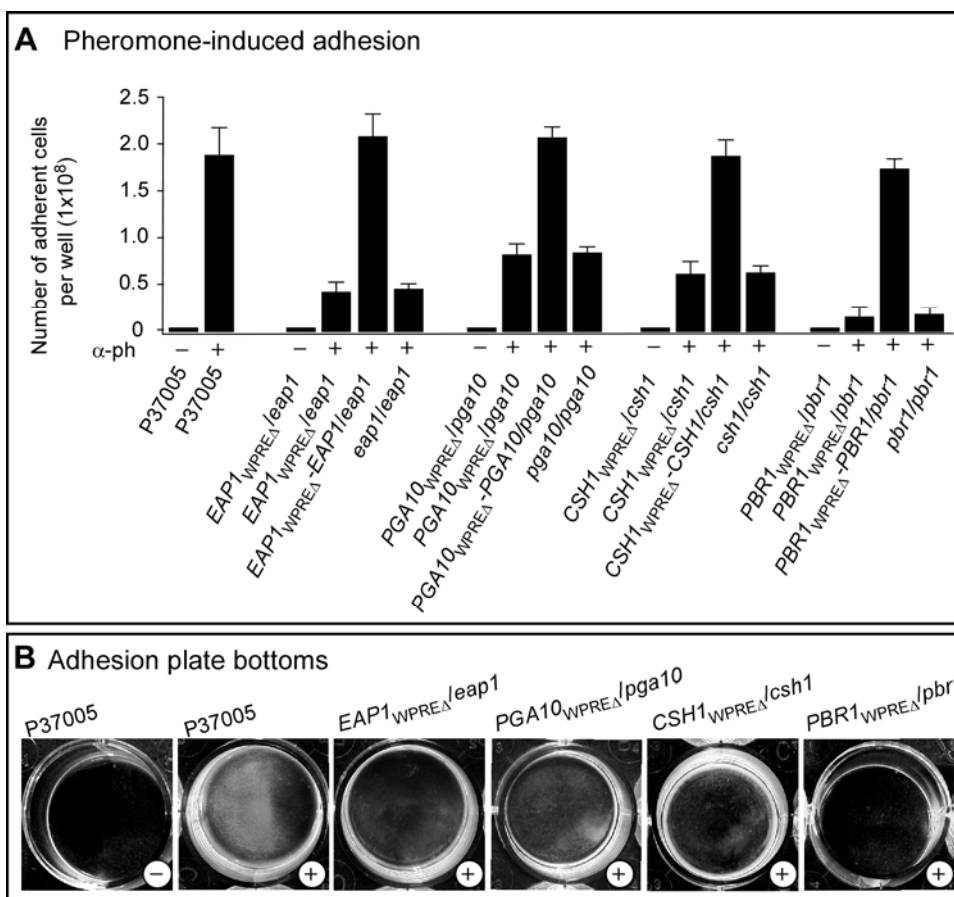 A Pheromone-induced adhesion
Number of adherent cells
per well (1x10⁸)
2.5
2.0
1.5
1.0
0.5
0
α-ph − + − + + + − + + + − + + + − + + +
P37005
P37005
EAP1WPREΔ/eap1
EAP1WPREΔ/eap1
EAP1WPREΔ-EAP1/eap1
eap1/eap1
PGA10WPREΔ/pga10
PGA10WPREΔ/pga10
PGA10WPREΔ-PGA10/pga10
pga10/pga10
CSH1WPREΔ/csh1
CSH1WPREΔ/csh1
CSH1WPREΔ-CSH1/csh1
csh1/csh1
PBR1WPREΔ/pbr1
PBR1WPREΔ/pbr1
PBR1WPREΔ-PBR1/pbr1
pbr1/pbr1
B Adhesion plate bottoms
P37005
P37005
EAP1WPREΔ/eap1
PGA10WPREΔ/pga10
CSH1WPREΔ/csh1
PBR1WPREΔ/pbr
− + + + + +